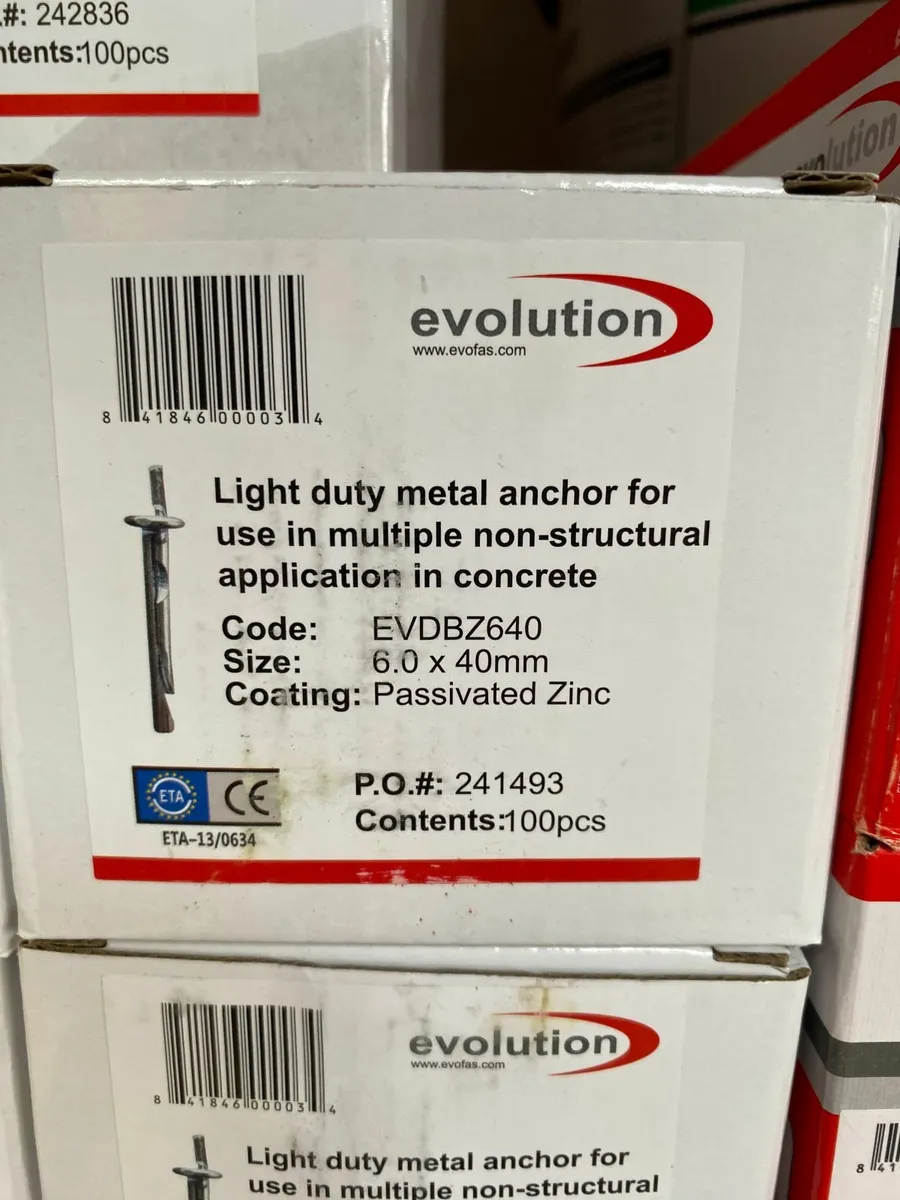 .#: 242836
ntents:100pcs
evolution
evolution
www.evofas.com
8 41846 00003 4
Light duty metal anchor for
use in multiple non-structural
application in concrete
Code: EVDBZ640
Size: 6.0 x 40mm
Coating: Passivated Zinc
ETA CE
ETA-13/0634
P.O.#: 241493
Contents:100pcs
evolution
www.evofas.com
8 41846 00003 4
Light duty metal anchor for
use in multiple non-structural
8 41